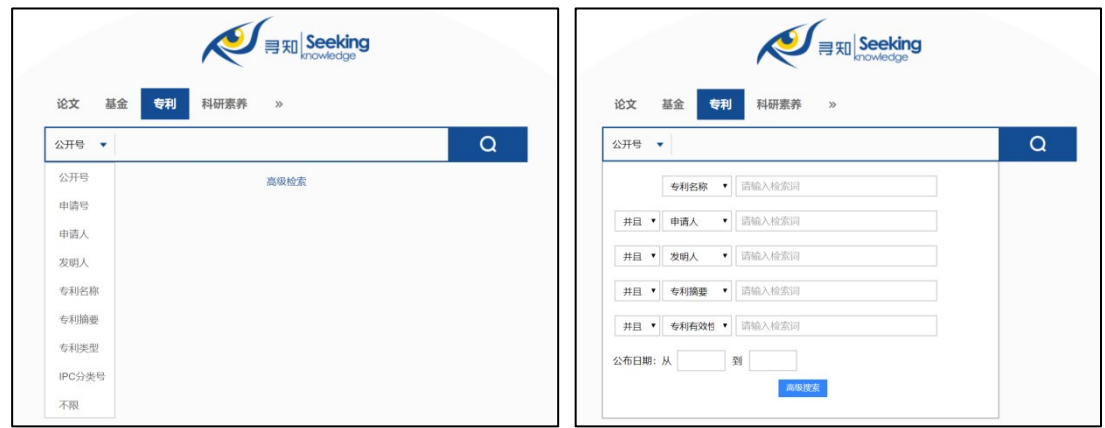 寻知 Seeking knowledge
论文 基金 专利 科研素养 »
公开号
公开号
高级检索
申请号
申请人
发明人
专利名称
专利摘要
专利类型
IPC分类号
不限
寻知 Seeking knowledge
论文 基金 专利 科研素养 »
公开号
专利名称 请输入检索词
并且 申请人 请输入检索词
并且 发明人 请输入检索词
并且 专利摘要 请输入检索词
并且 专利有效性 请输入检索词
公布日期：从 到
高级搜索